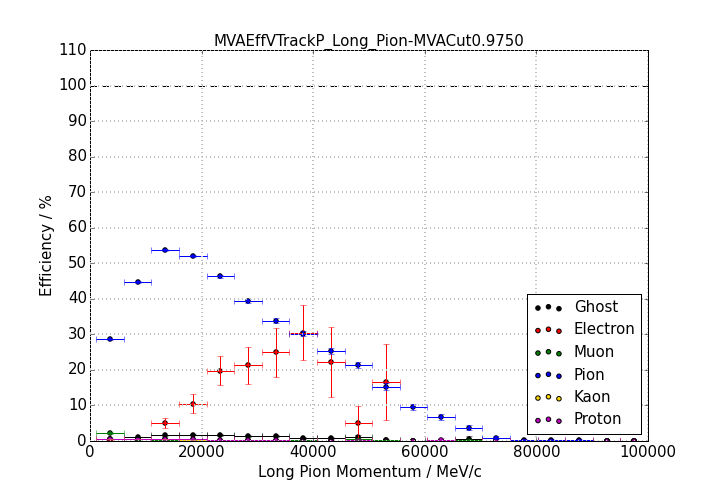 MVAEffVTrackP_Long_Pion-MVACut0.9750
110
100
90
80
70
60
50
40
30
20
10
0
Efficiency / %
Ghost
Electron
Muon
Pion
Kaon
Proton
0 20000 40000 60000 80000 100000
Long Pion Momentum / MeV/c